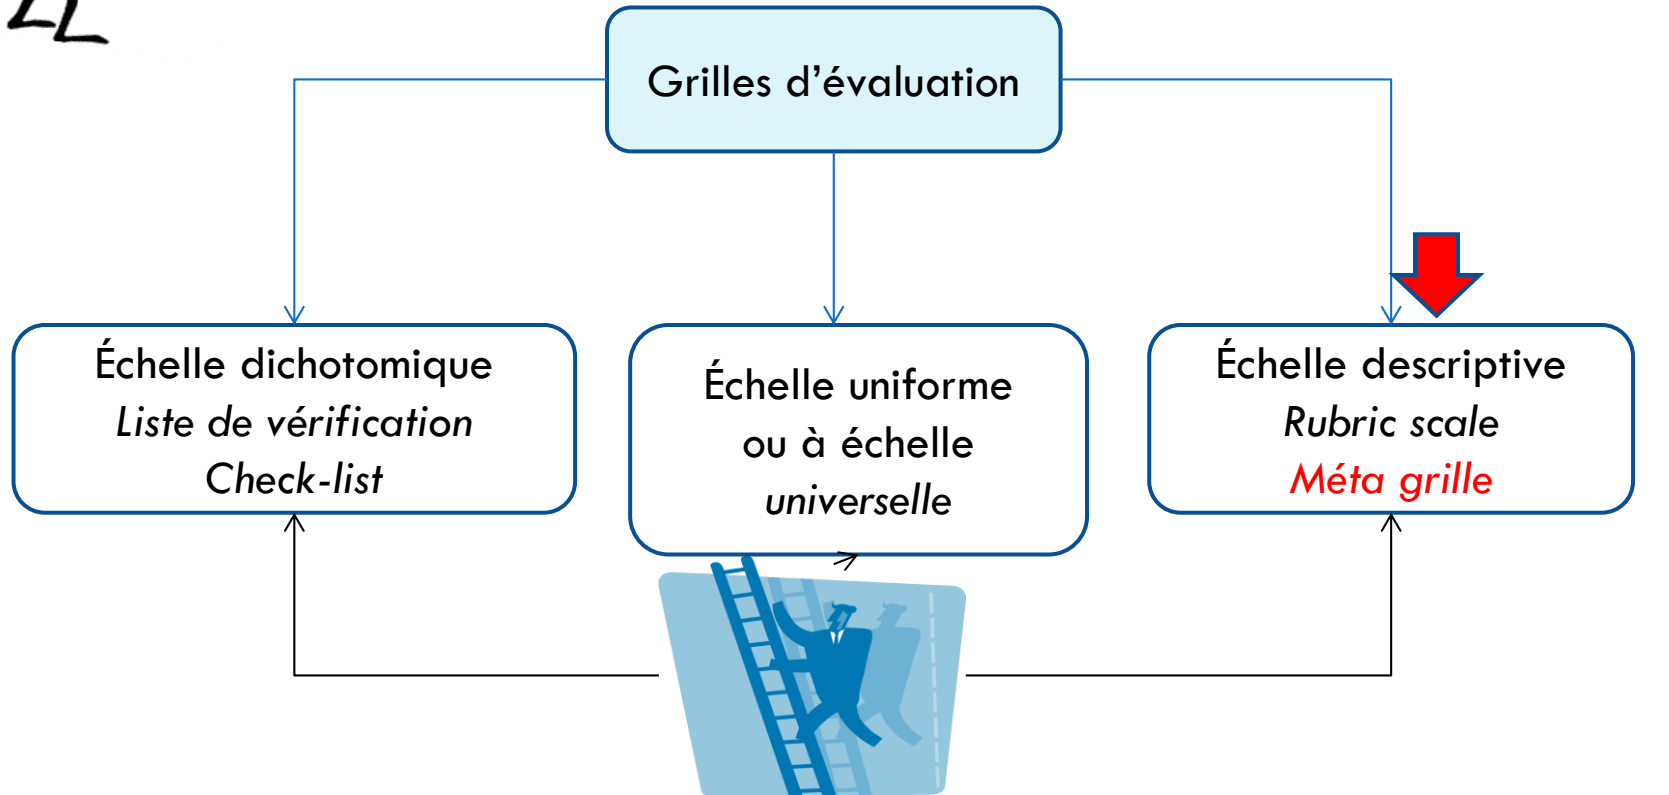 Grilles d'évaluation
Échelle dichotomique
Liste de vérification
Check-list
Échelle uniforme
ou à échelle
universelle
Échelle descriptive
Rubric scale
Méta grille